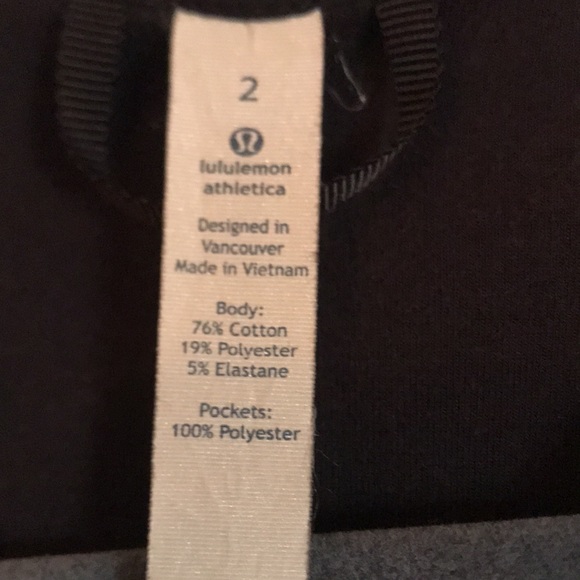 2
lululemon
athletica
Designed in
Vancouver
Made in Vietnam
Body:
76% Cotton
19% Polyester
5% Elastane
Pockets:
100% Polyester